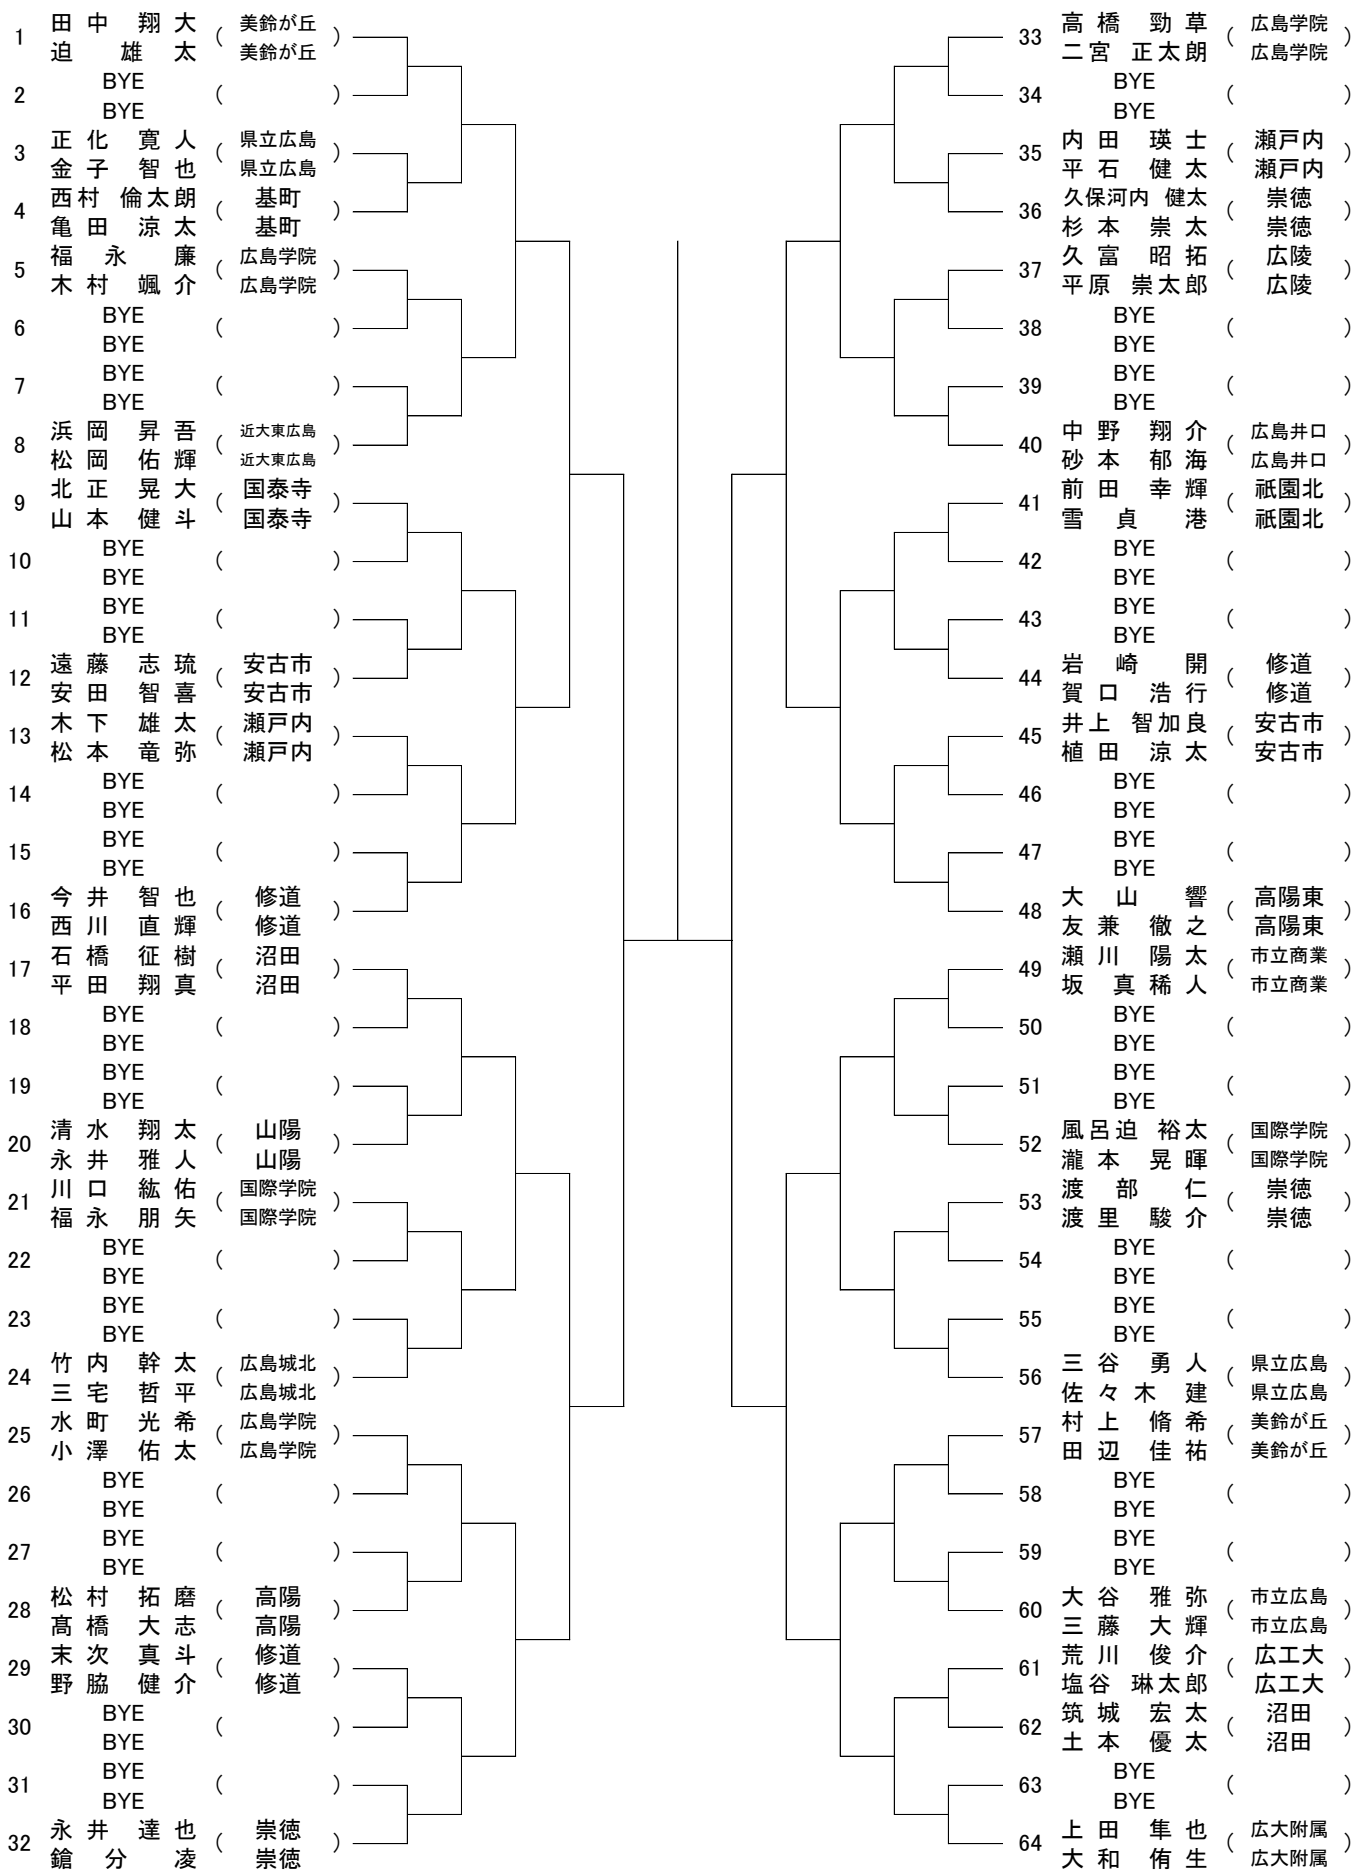 1 田中 翔大 ( 美鈴が丘 )
迫 雄太 美鈴が丘
2 BYE ( )
BYE
3 正化 寛人 ( 県立広島 )
金子 智也 県立広島
4 西村 倫太朗 ( 基町 )
亀田 涼太 基町
5 福永 廉 ( 広島学院 )
木村 颯介 広島学院
6 BYE ( )
BYE
7 BYE ( )
BYE
8 浜岡 昇吾 ( 近大東広島 )
松岡 佑輝 近大東広島
9 北正 晃大 ( 国泰寺 )
山本 健斗 国泰寺
10 BYE ( )
BYE
11 BYE ( )
BYE
12 遠藤 志琉 ( 安古市 )
安田 智喜 安古市
13 木下 雄太 ( 瀬戸内 )
松本 竜弥 瀬戸内
14 BYE ( )
BYE
15 BYE ( )
BYE
16 今井 智也 ( 修道 )
西川 直輝 修道
17 石橋 征樹 ( 沼田 )
平田 翔真 沼田
18 BYE ( )
BYE
19 BYE ( )
BYE
20 清水 翔太 ( 山陽 )
永井 雅人 山陽
21 川口 紘佑 ( 国際学院 )
福永 朋矢 国際学院
22 BYE ( )
BYE
23 BYE ( )
BYE
24 竹内 幹太 ( 広島城北 )
三宅 哲平 広島城北
25 水町 光希 ( 広島学院 )
小澤 佑太 広島学院
26 BYE ( )
BYE
27 BYE ( )
BYE
28 松村 拓磨 ( 高陽 )
髙橋 大志 高陽
29 末次 真斗 ( 修道 )
野脇 健介 修道
30 BYE ( )
BYE
31 BYE ( )
BYE
32 永井 達也 ( 崇徳 )
鎗分 凌 崇徳
33 高橋 勁草 ( 広島学院 )
二宮 正太朗 広島学院
34 BYE ( )
BYE
35 内田 瑛士 ( 瀬戸内 )
平石 健太 瀬戸内
36 久保河内 健太 ( 崇徳 )
杉本 崇太 崇徳
37 久富 昭拓 ( 広陵 )
平原 崇太郎 広陵
38 BYE ( )
BYE
39 BYE ( )
BYE
40 中野 翔介 ( 広島井口 )
砂本 郁海 広島井口
41 前田 幸輝 ( 祇園北 )
雪貞 港 祇園北
42 BYE ( )
BYE
43 BYE ( )
BYE
44 岩崎 開 ( 修道 )
賀口 浩行 修道
45 井上 智加良 ( 安古市 )
植田 涼太 安古市
46 BYE ( )
BYE
47 BYE ( )
BYE
48 大山 響 ( 高陽東 )
友兼 徹之 高陽東
49 瀬川 陽太 ( 市立商業 )
坂 真稀人 市立商業
50 BYE ( )
BYE
51 BYE ( )
BYE
52 風呂迫 裕太 ( 国際学院 )
瀧本 晃暉 国際学院
53 渡部 仁 ( 崇徳 )
渡里 駿介 崇徳
54 BYE ( )
BYE
55 BYE ( )
BYE
56 三谷 勇人 ( 県立広島 )
佐々木 建 県立広島
57 村上 脩希 ( 美鈴が丘 )
田辺 佳祐 美鈴が丘
58 BYE ( )
BYE
59 BYE ( )
BYE
60 大谷 雅弥 ( 市立広島 )
三藤 大輝 市立広島
61 荒川 俊介 ( 広工大 )
塩谷 琳太郎 広工大
62 筑城 宏太 ( 沼田 )
土本 優太 沼田
63 BYE ( )
BYE
64 上田 隼也 ( 広大附属 )
大和 侑生 広大附属